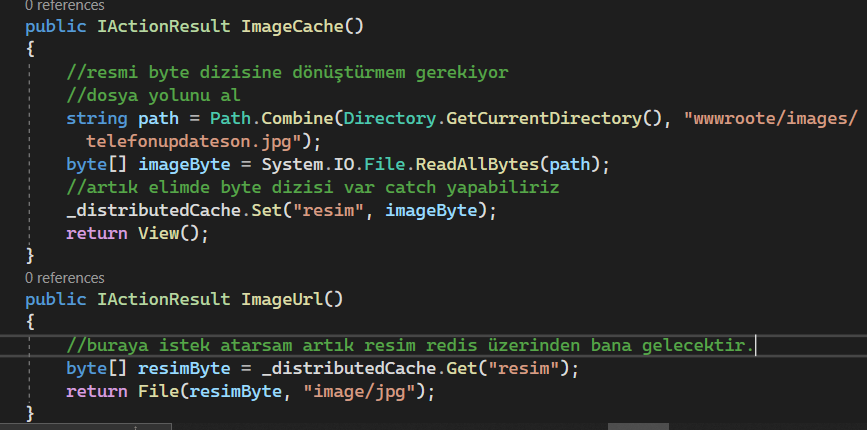 0 references
public IActionResult ImageCache()
{
//resmi byte dizisine dönüştürmem gerekiyor
//dosya yolunu al
string path = Path.Combine(Directory.GetCurrentDirectory(), "wwwroote/images/
telefonupdateson.jpg");
byte[] imageByte = System.IO.File.ReadAllBytes(path);
//artık elimde byte dizisi var catch yapabiliriz
_distributedCache.Set("resim", imageByte);
return View();
}
0 references
public IActionResult ImageUrl()
{
//buraya istek atarsam artık resim redis üzerinden bana gelecektir.
byte[] resimByte = _distributedCache.Get("resim");
return File(resimByte, "image/jpg");
}